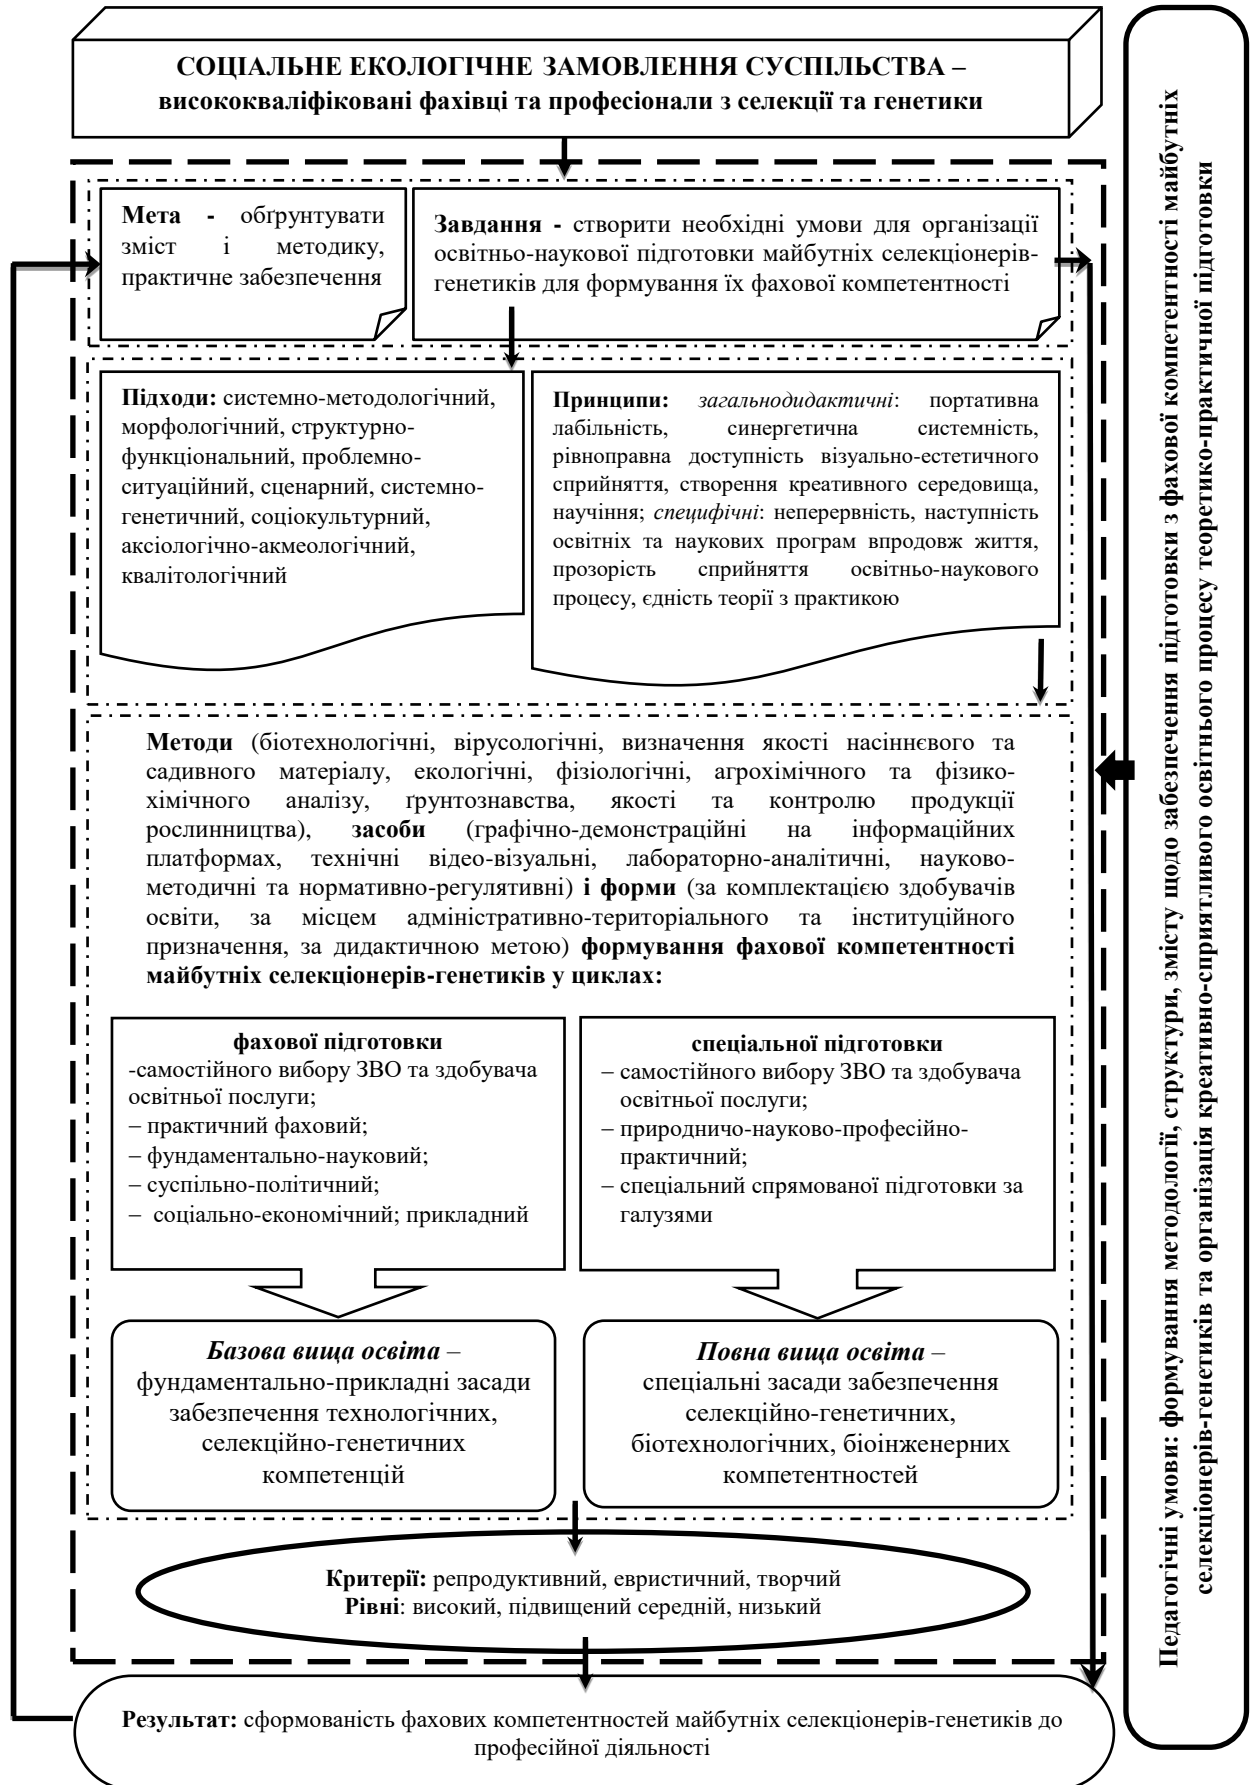 СОЦІАЛЬНЕ ЕКОЛОГІЧНЕ ЗАМОВЛЕННЯ СУСПІЛЬСТВА –
висококваліфіковані фахівці та професіонали з селекції та генетики
Мета - обґрунтувати
зміст і методику,
практичне забезпечення
Завдання - створити необхідні умови для організації
освітньо-наукової підготовки майбутніх селекціонерів-
генетиків для формування їх фахової компетентності
Підходи: системно-методологічний,
морфологічний, структурно-
функціональний, проблемно-
ситуаційний, сценарний, системно-
генетичний, соціокультурний,
аксіологічно-акмеологічний,
квалітологічний
Принципи: загальнодидактичні: портативна
лабільність, синергетична системність,
рівноправна доступність візуально-естетичного
сприйняття, створення креативного середовища,
научіння; специфічні: неперервність, наступність
освітніх та наукових програм впродовж життя,
прозорість сприйняття освітньо-наукового
процесу, єдність теорії з практикою
Методи (біотехнологічні, вірусологічні, визначення якості насіннєвого та
садивного матеріалу, екологічні, фізіологічні, агрохімічного та фізико-
хімічного аналізу, ґрунтознавства, якості та контролю продукції
рослинництва), засоби (графічно-демонстраційні на інформаційних
платформах, технічні відео-візуальні, лабораторно-аналітичні, науково-
методичні та нормативно-регулятивні) і форми (за комплектацією здобувачів
освіти, за місцем адміністративно-територіального та інституційного
призначення, за дидактичною метою) формування фахової компетентності
майбутніх селекціонерів-генетиків у циклах:
фахової підготовки
-самостійного вибору ЗВО та здобувача
освітньої послуги;
– практичний фаховий;
– фундаментально-науковий;
– суспільно-політичний;
– соціально-економічний; прикладний
спеціальної підготовки
– самостійного вибору ЗВО та здобувача
освітньої послуги;
– природничо-науково-професійно-
практичний;
– спеціальний спрямованої підготовки за
галузями
Базова вища освіта –
фундаментально-прикладні засади
забезпечення технологічних,
селекційно-генетичних
компетенцій
Повна вища освіта –
спеціальні засади забезпечення
селекційно-генетичних,
біотехнологічних, біоінженерних
компетентностей
Критерії: репродуктивний, евристичний, творчий
Рівні: високий, підвищений середній, низький
Результат: сформованість фахових компетентностей майбутніх селекціонерів-генетиків до
професійної діяльності
Педагогічні умови: формування методології, структури, змісту щодо забезпечення підготовки з фахової компетентності майбутніх
селекціонерів-генетиків та організація креативно-сприятливого освітнього процесу теоретико-практичної підготовки